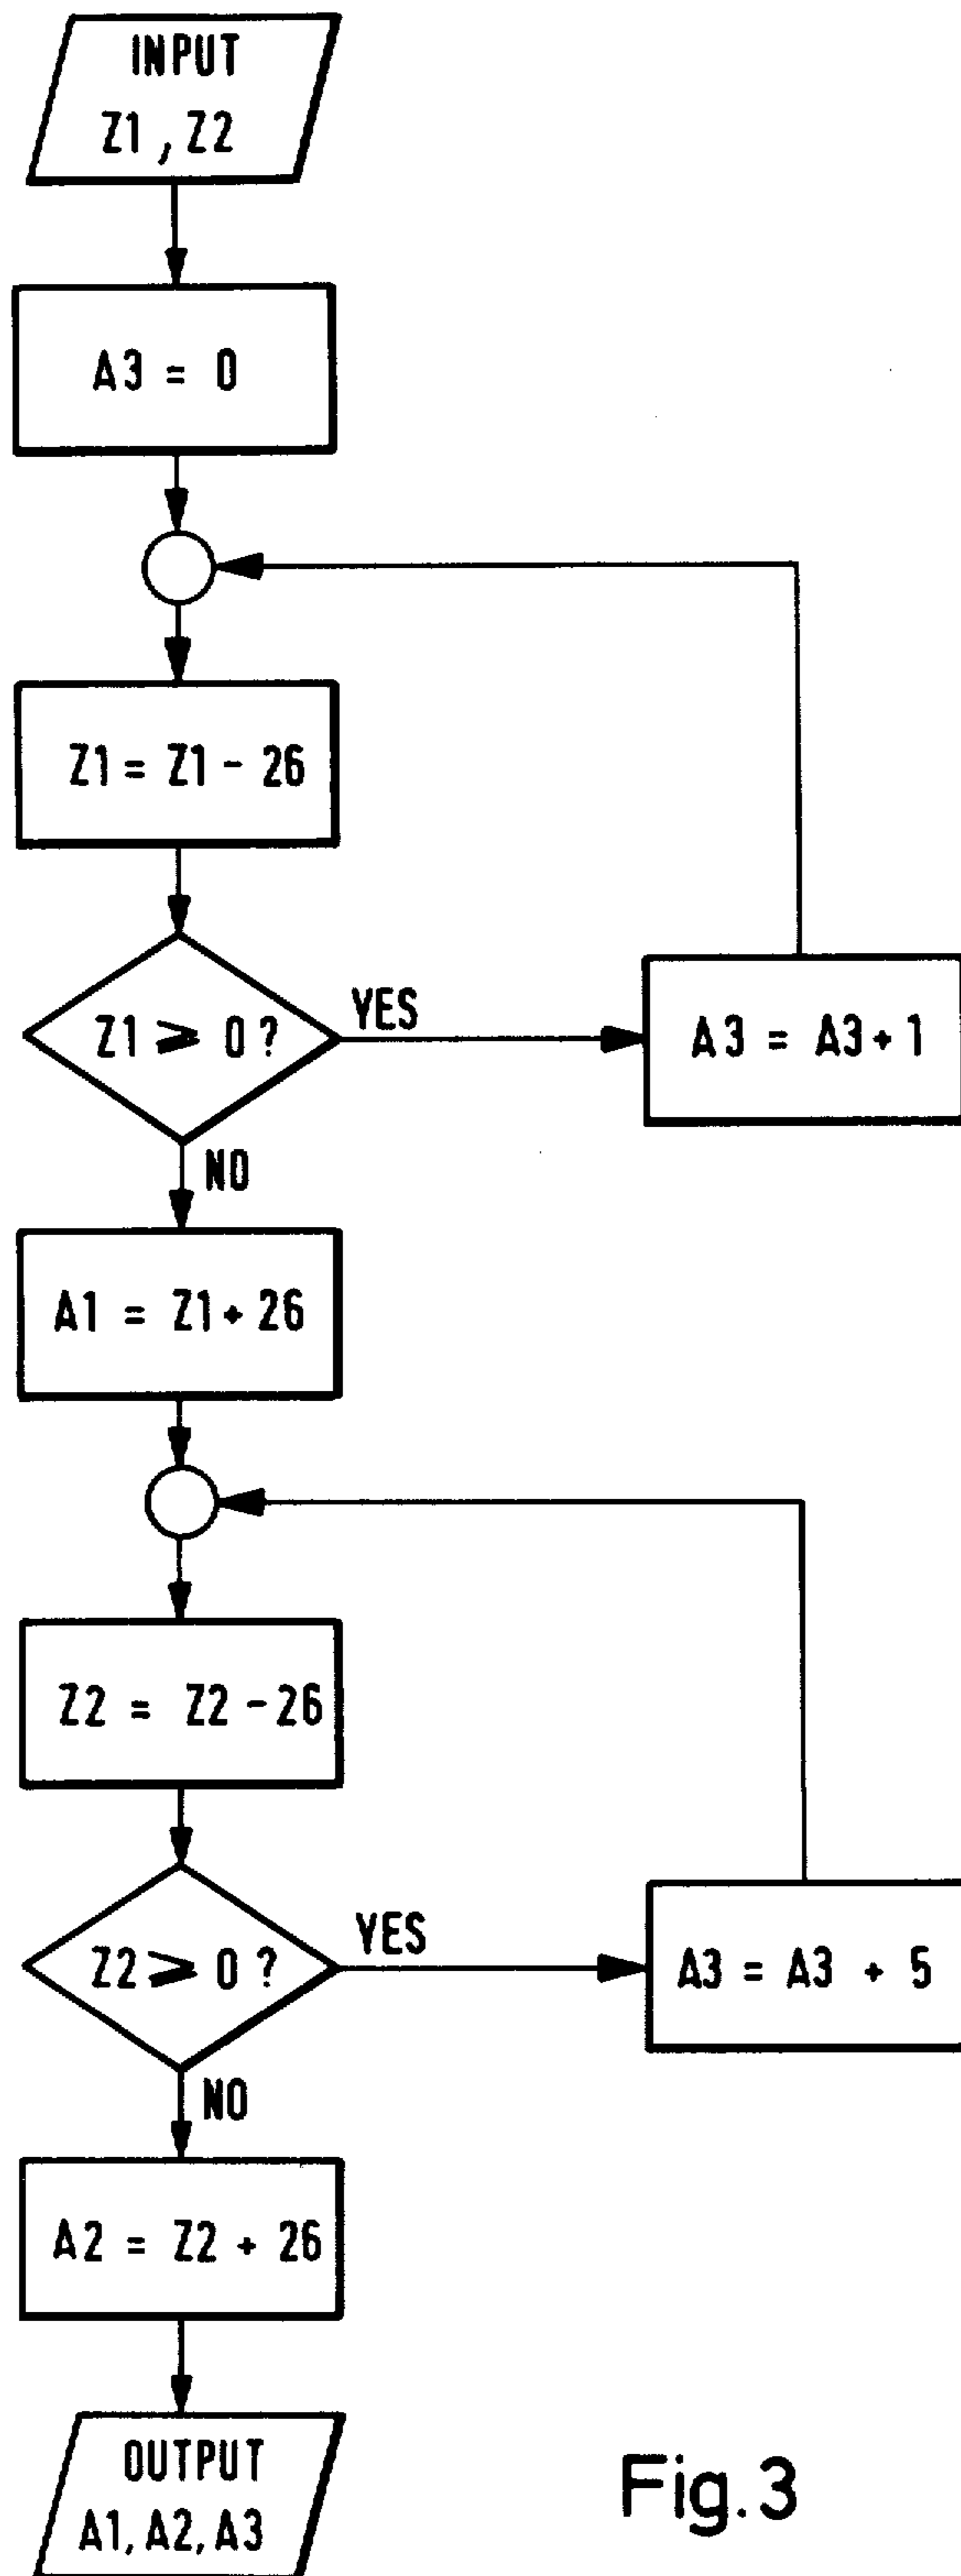 INPUT
Z1 , Z2
A3 = 0
Z1 = Z1 - 26
Z1 ⩾ 0 ?
YES
A3 = A3 + 1
NO
A1 = Z1 + 26
Z2 = Z2 - 26
Z2 ⩾ 0 ?
YES
A3 = A3 + 5
NO
A2 = Z2 + 26
OUTPUT
A1, A2, A3
Fig. 3